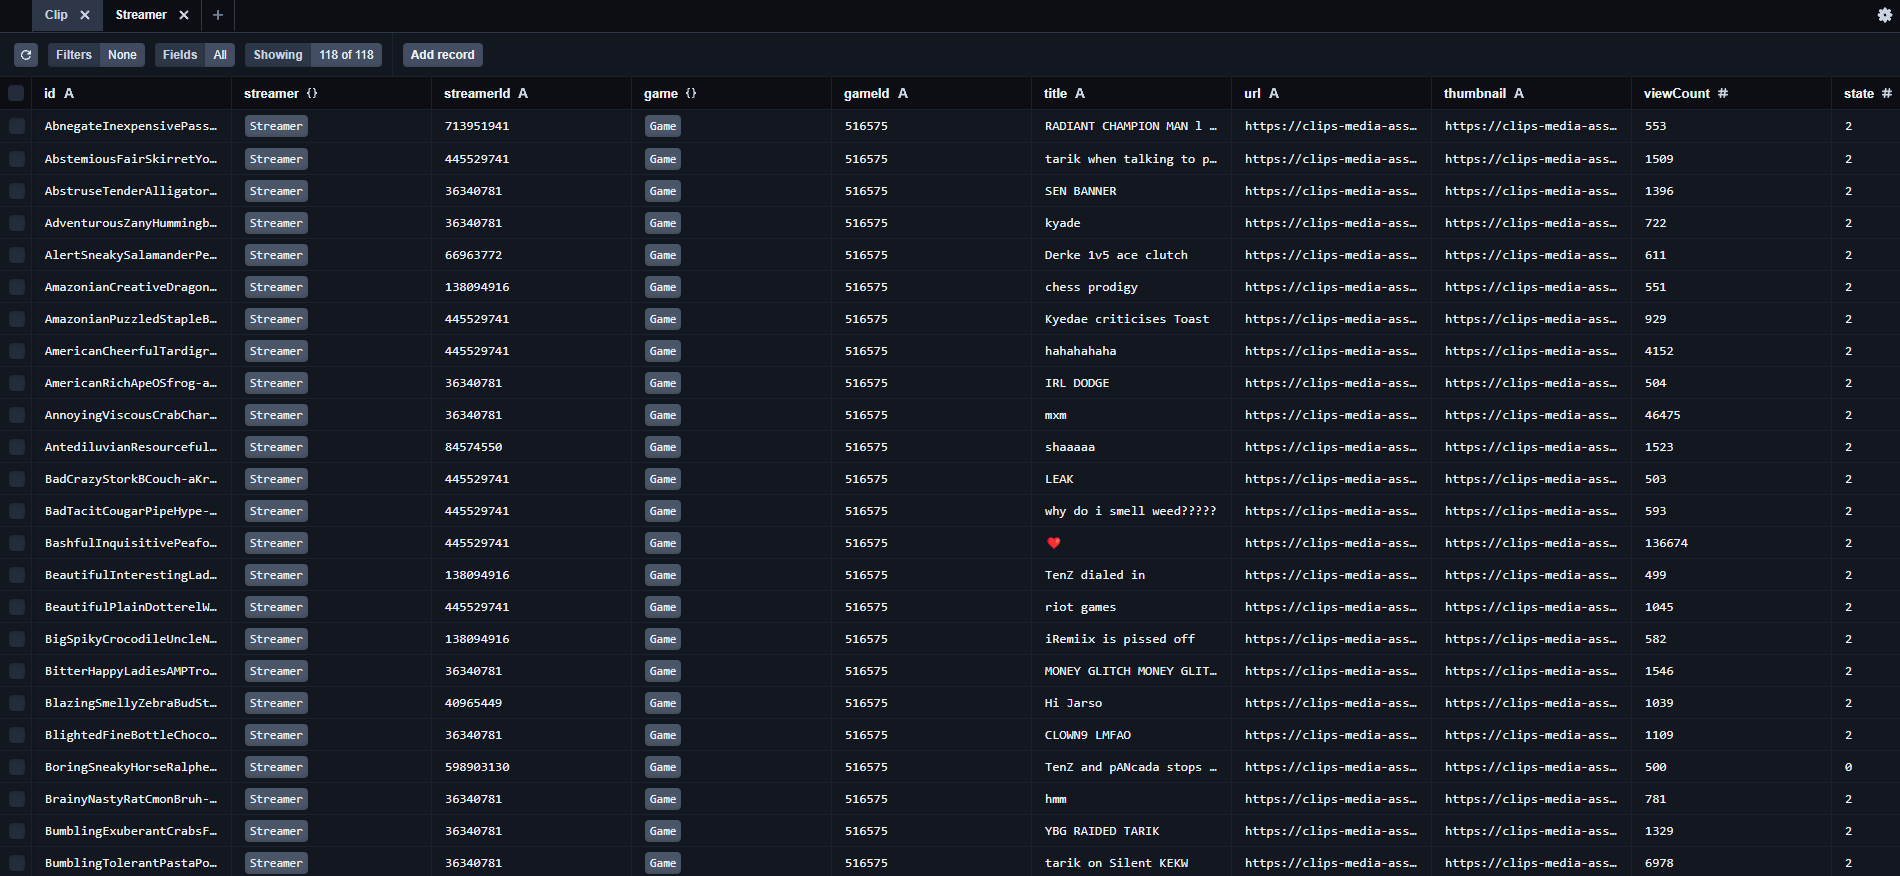 Clip Streamer
Filters None Fields All Showing 118 of 118 Add record
id A streamer {} streamerId A game {} gameId A title A url A thumbnail A viewCount # state #
AbnegateInexpensivePass… Streamer 713951941 Game 516575 RADIANT CHAMPION MAN l … https://clips-media-ass… https://clips-media-ass… 553 2
AbstemiousFairSkirretYo… Streamer 445529741 Game 516575 tarik when talking to p… https://clips-media-ass… https://clips-media-ass… 1509 2
AbstruseTenderAlligator… Streamer 36340781 Game 516575 SEN BANNER https://clips-media-ass… https://clips-media-ass… 1396 2
AdventurousZanyHummingb… Streamer 36340781 Game 516575 kyade https://clips-media-ass… https://clips-media-ass… 722 2
AlertSneakySalamanderPe… Streamer 66963772 Game 516575 Derke 1v5 ace clutch https://clips-media-ass… https://clips-media-ass… 611 2
AmazonianCreativeDragon… Streamer 138094916 Game 516575 chess prodigy https://clips-media-ass… https://clips-media-ass… 551 2
AmazonianPuzzledStapleB… Streamer 445529741 Game 516575 Kyedae criticises Toast https://clips-media-ass… https://clips-media-ass… 929 2
AmericanCheerfulTardigr… Streamer 445529741 Game 516575 hahahahaha https://clips-media-ass… https://clips-media-ass… 4152 2
AmericanRichApeOSfrog-a… Streamer 36340781 Game 516575 IRL DODGE https://clips-media-ass… https://clips-media-ass… 504 2
AnnoyingViscousCrabChar… Streamer 36340781 Game 516575 mxm https://clips-media-ass… https://clips-media-ass… 46475 2
AntediluvianResourceful… Streamer 84574550 Game 516575 shaaaaa https://clips-media-ass… https://clips-media-ass… 1523 2
BadCrazyStorkBCouch-aKr… Streamer 445529741 Game 516575 LEAK https://clips-media-ass… https://clips-media-ass… 503 2
BadTacitCougarPipeHype-… Streamer 445529741 Game 516575 why do i smell weed????? https://clips-media-ass… https://clips-media-ass… 593 2
BashfulInquisitivePeafo… Streamer 445529741 Game 516575 ❤️ https://clips-media-ass… https://clips-media-ass… 136674 2
BeautifulInterestingLad… Streamer 138094916 Game 516575 TenZ dialed in https://clips-media-ass… https://clips-media-ass… 499 2
BeautifulPlainDotterelW… Streamer 445529741 Game 516575 riot games https://clips-media-ass… https://clips-media-ass… 1045 2
BigSpikyCrocodileUncleN… Streamer 138094916 Game 516575 iRemiix is pissed off https://clips-media-ass… https://clips-media-ass… 582 2
BitterHappyLadiesAMPTro… Streamer 36340781 Game 516575 MONEY GLITCH MONEY GLIT… https://clips-media-ass… https://clips-media-ass… 1546 2
BlazingSmellyZebraBudSt… Streamer 40965449 Game 516575 Hi Jarso https://clips-media-ass… https://clips-media-ass… 1039 2
BlightedFineBottleChoco… Streamer 36340781 Game 516575 CLOWN9 LMFAO https://clips-media-ass… https://clips-media-ass… 1109 2
BoringSneakyHorseRalphe… Streamer 598903130 Game 516575 TenZ and pANcada stops … https://clips-media-ass… https://clips-media-ass… 500 0
BrainyNastyRatCmonBruh-… Streamer 36340781 Game 516575 hmm https://clips-media-ass… https://clips-media-ass… 781 2
BumblingExuberantCrabsF… Streamer 36340781 Game 516575 YBG RAIDED TARIK https://clips-media-ass… https://clips-media-ass… 1329 2
BumblingTolerantPastaPo… Streamer 36340781 Game 516575 tarik on Silent KEKW https://clips-media-ass… https://clips-media-ass… 6978 2